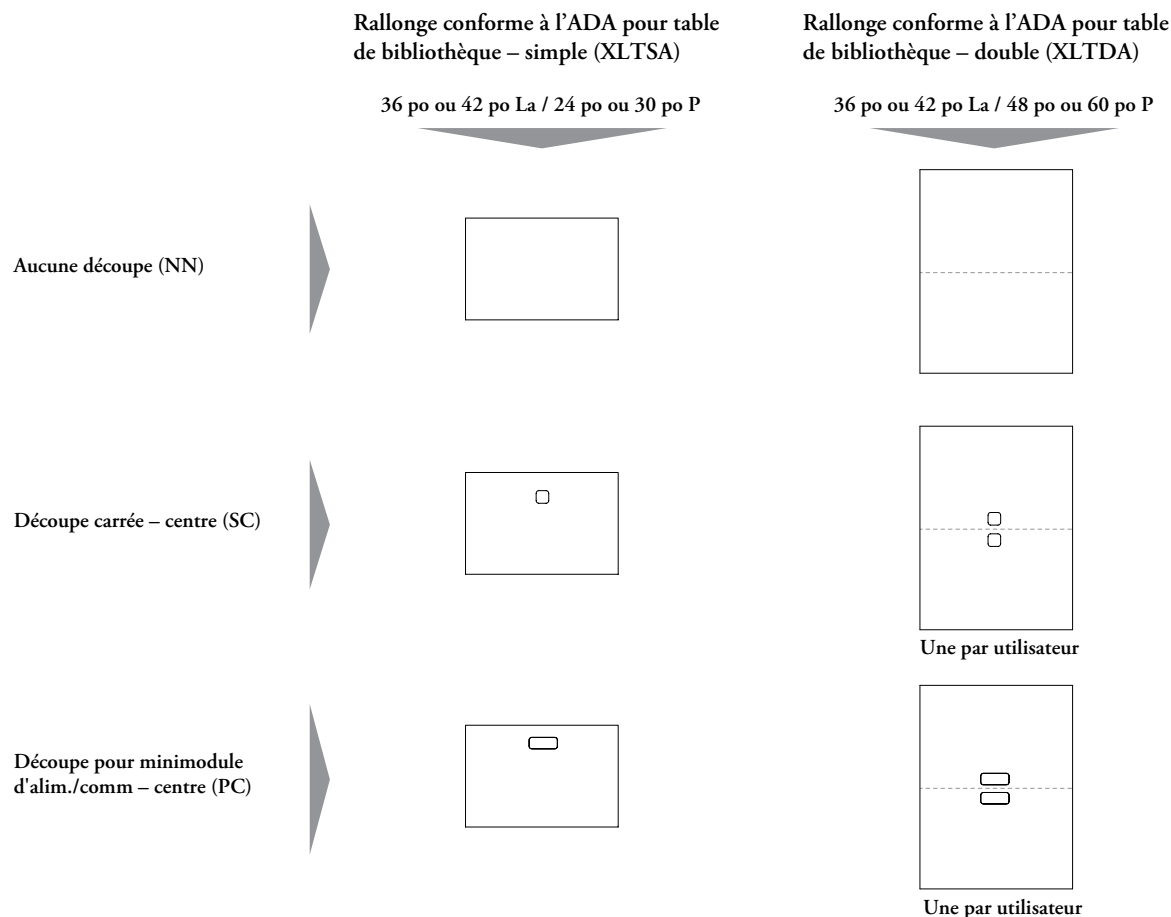 Rallonge conforme à l’ADA pour table
de bibliothèque – simple (XLTSA)
36 po ou 42 po La / 24 po ou 30 po P
Rallonge conforme à l’ADA pour table
de bibliothèque – double (XLTDA)
36 po ou 42 po La / 48 po ou 60 po P
Aucune découpe (NN)
Découpe carrée – centre (SC)
Une par utilisateur
Découpe pour minimodule
d'alim./comm – centre (PC)
Une par utilisateur